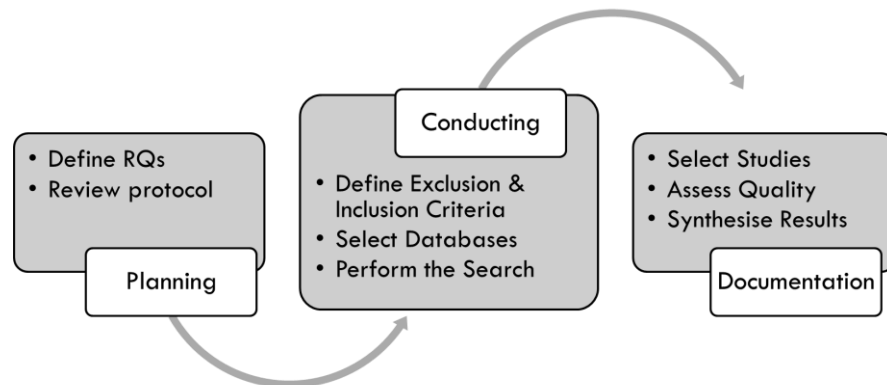 • Define RQs
• Review protocol
Planning
Conducting
• Define Exclusion &
Inclusion Criteria
• Select Databases
• Perform the Search
• Select Studies
• Assess Quality
• Synthesise Results
Documentation